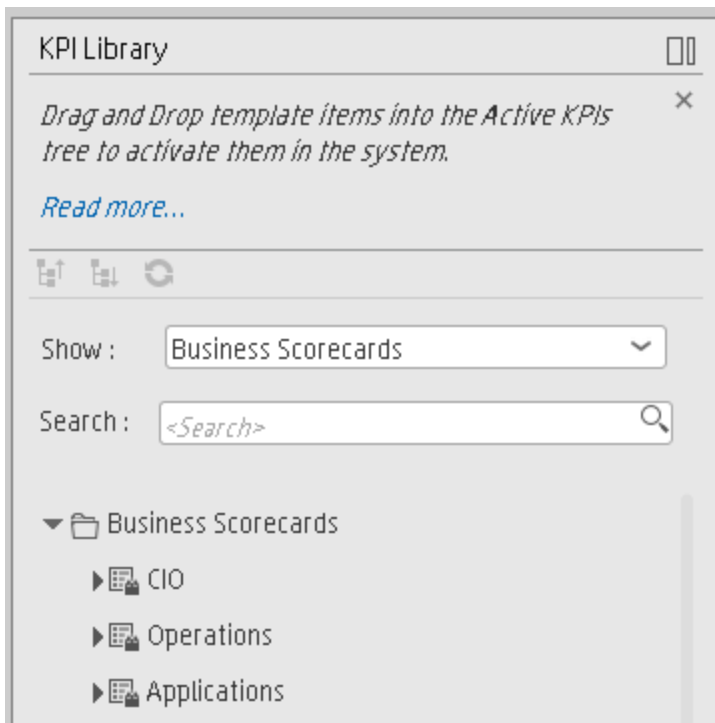 KPI Library
Drag and Drop template items into the Active KPIs
tree to activate them in the system.
Read more...
Show :
Business Scorecards
Search :
<Search>
Business Scorecards
CIO
Operations
Applications